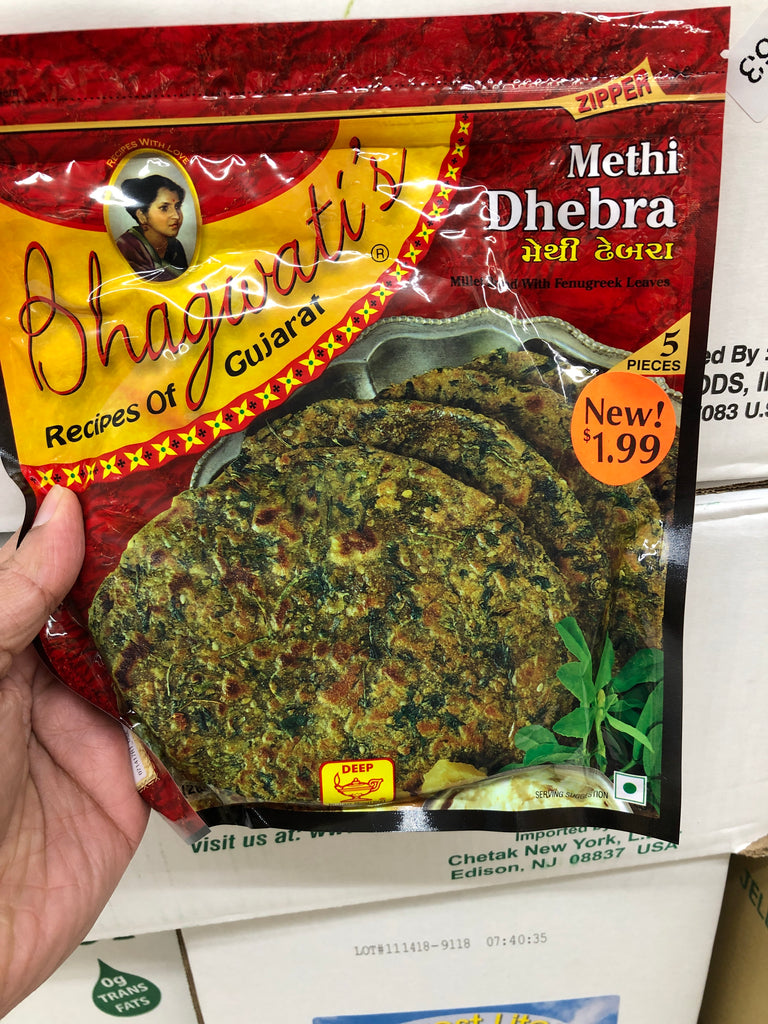 ZIPPER
RECIPES WITH LOVE
Bhagwati's®
Recipes Of Gujarat
Methi
Dhebra
મેથી ઢેબરા
With Fenugreek Leaves
5
PIECES
New!
$1.99
DEEP
SERVING SUGGESTION
ed By
083 U.S
visit us at:
Imported by
Chetak New York, L.
Edison, NJ 08837 USA
LOT#111418-9118 07:40:35
0g
TRANS
FATS